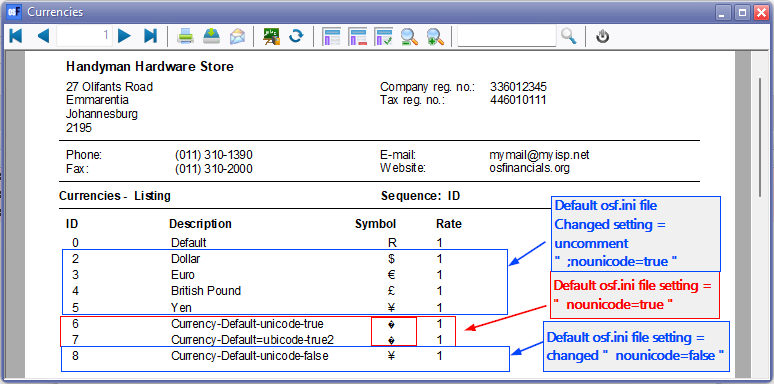 Currencies
1
Handyman Hardware Store
27 Olifants Road
Emmarentia
Johannesburg
2195
Company reg. no.: 336012345
Tax reg. no.: 446010111
Phone: (011) 310-1390
Fax: (011) 310-2000
E-mail: mymail@myisp.net
Website: osfinancials.org
Currencies - Listing Sequence: ID
ID Description Symbol Rate
0 Default R 1
2 Dollar $ 1
3 Euro € 1
4 British Pound £ 1
5 Yen ¥ 1
6 Currency-Default-unicode-true � 1
7 Currency-Default=ubicode-true2 � 1
8 Currency-Default-unicode-false ¥ 1
Default osf.ini file
Changed setting =
uncomment
" ;nounicode=true "
Default osf.ini file setting =
" nounicode=true "
Default osf.ini file setting =
changed " nounicode=false "